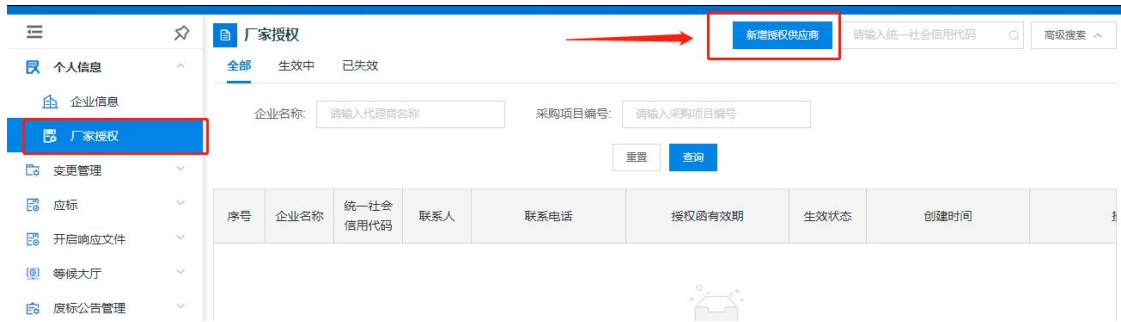 厂家授权
新增授权供应商
请输入统一社会信用代码
高级搜索
个人信息
全部 生效中 已失效
企业信息
企业名称: 请输入代理商名称 采购项目编号: 请输入采购项目编号
厂家授权
重置 查询
变更管理
应标
序号 企业名称 统一社会信用代码 联系人 联系电话 授权函有效期 生效状态 创建时间
开启响应文件
等候大厅
废标公告管理